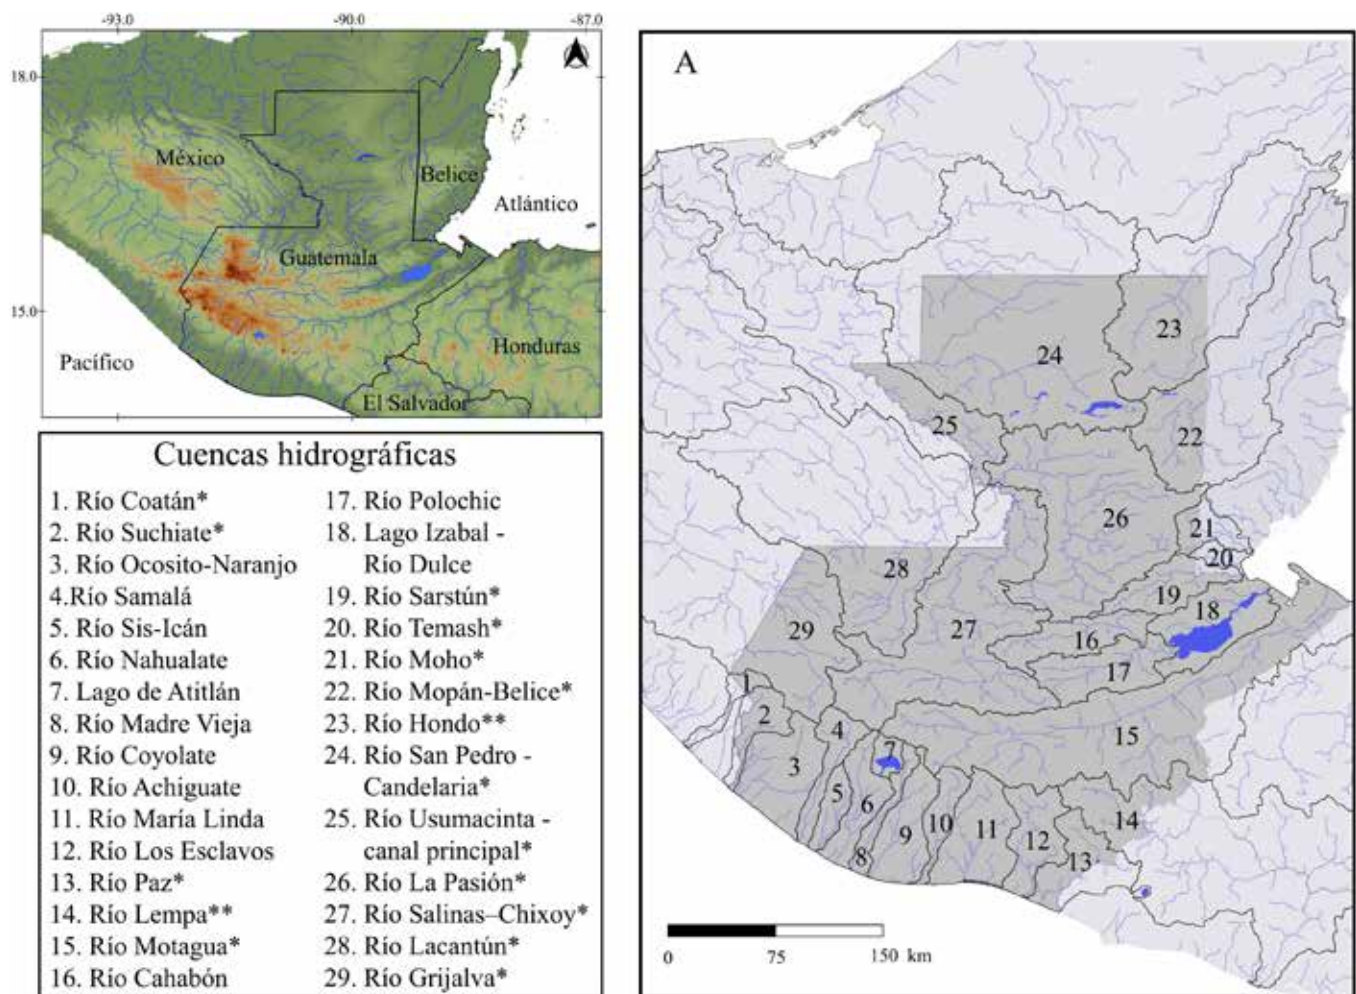 -93.0
-90.0
-87.0
18.0
15.0
México
Belice
Atlántico
Guatemala
Honduras
Pacífico
El Salvador
Cuencas hidrográficas
1. Río Coatán*
2. Río Suchiate*
3. Río Ocosito-Naranjo
4.Río Samalá
5. Río Sis-Icán
6. Río Nahualate
7. Lago de Atitlán
8. Río Madre Vieja
9. Río Coyolate
10. Río Achiguate
11. Río María Linda
12. Río Los Esclavos
13. Río Paz*
14. Río Lempa**
15. Río Motagua*
16. Río Cahabón
17. Río Polochic
18. Lago Izabal -
Río Dulce
19. Río Sarstún*
20. Río Temash*
21. Río Moho*
22. Río Mopán-Belice*
23. Río Hondo**
24. Río San Pedro -
Candelaria*
25. Río Usumacinta -
canal principal*
26. Río La Pasión*
27. Río Salinas–Chixoy*
28. Río Lacantún*
29. Río Grijalva*
A
23
24
25
22
26
21
20
28
19
18
29
27
16
17
1
2
4
15
7
3
5
6
14
10
11
9
12
8
13
0
75
150 km